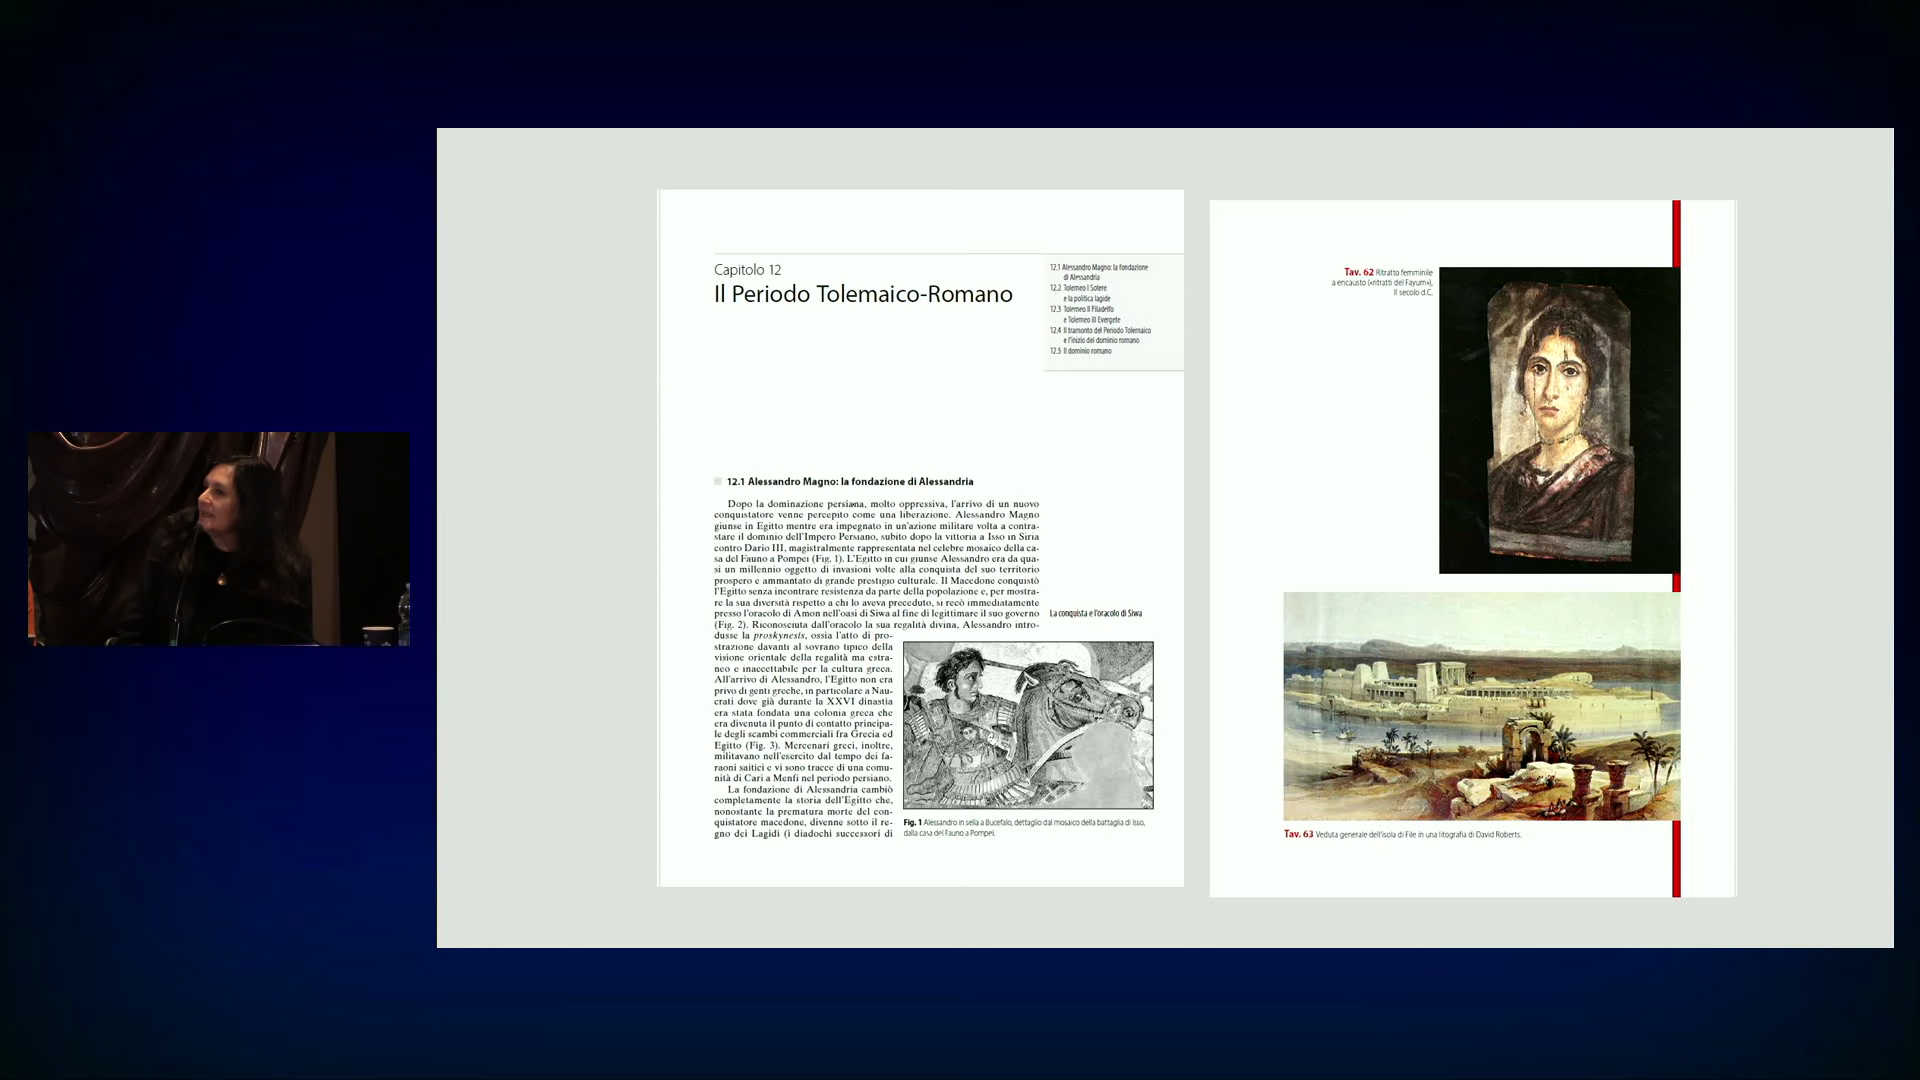 Capitolo 12
Il Periodo Tolemaico-Romano
12.1 Alessandro Magno: la fondazione
di Alessandria
12.2 Tolemeo I Sotere
e la politica lagide
12.3 Tolemeo II Filadelfo
e Tolemeo III Evergete
12.4 Il tramonto del Periodo Tolemaico
e l'inizio del dominio romano
12.5 Il dominio romano
12.1 Alessandro Magno: la fondazione di Alessandria
Dopo la dominazione persiana, molto oppressiva, l'arrivo di un nuovo
conquistatore venne percepito come una liberazione. Alessandro Magno
giunse in Egitto mentre era impegnato in un'azione militare volta a contra-
stare il dominio dell'Impero Persiano, subito dopo la vittoria a Isso in Siria
contro Dario III, magistralmente rappresentata nel celebre mosaico della ca-
sa del Fauno a Pompei (Fig. 1). L'Egitto in cui giunse Alessandro era da qua-
si un millennio oggetto di invasioni volte alla conquista del suo territorio
prospero e ammantato di grande prestigio culturale. Il Macedone conquistò
l'Egitto senza incontrare resistenza da parte della popolazione e, per mostra-
re la sua diversità rispetto a chi lo aveva preceduto, si recò immediatamente
presso l'oracolo di Amon nell'oasi di Siwa al fine di legittimare il suo governo
(Fig. 2). Riconosciuta dall'oracolo la sua regalità divina, Alessandro intro-
dusse la proskynesis, ossia l'atto di pro-
strazione davanti al sovrano tipico della
visione orientale della regalità ma estra-
neo e inaccettabile per la cultura greca.
All'arrivo di Alessandro, l'Egitto non era
privo di genti greche, in particolare a Nau-
crati dove già durante la XXVI dinastia
era stata fondata una colonia greca che
era divenuta il punto di contatto principa-
le degli scambi commerciali fra Grecia ed
Egitto (Fig. 3). Mercenari greci, inoltre,
militavano nell'esercito dal tempo dei fa-
raoni saitici e vi sono tracce di una comu-
nità di Cari a Menfi nel periodo persiano.
La fondazione di Alessandria cambiò
completamente la storia dell'Egitto che,
nonostante la prematura morte del con-
quistatore macedone, divenne sotto il re-
gno dei Lagidi (i diadochi successori di
La conquista e l'oracolo di Siwa
Fig. 1 Alessandro in sella a Bucefalo, dettaglio dal mosaico della battaglia di Isso,
dalla casa del Fauno a Pompei.
Tav. 62 Ritratto femminile
a encausto («ritratti del Fayum»),
II secolo d.C.
Tav. 63 Veduta generale dell'isola di File in una litografia di David Roberts.